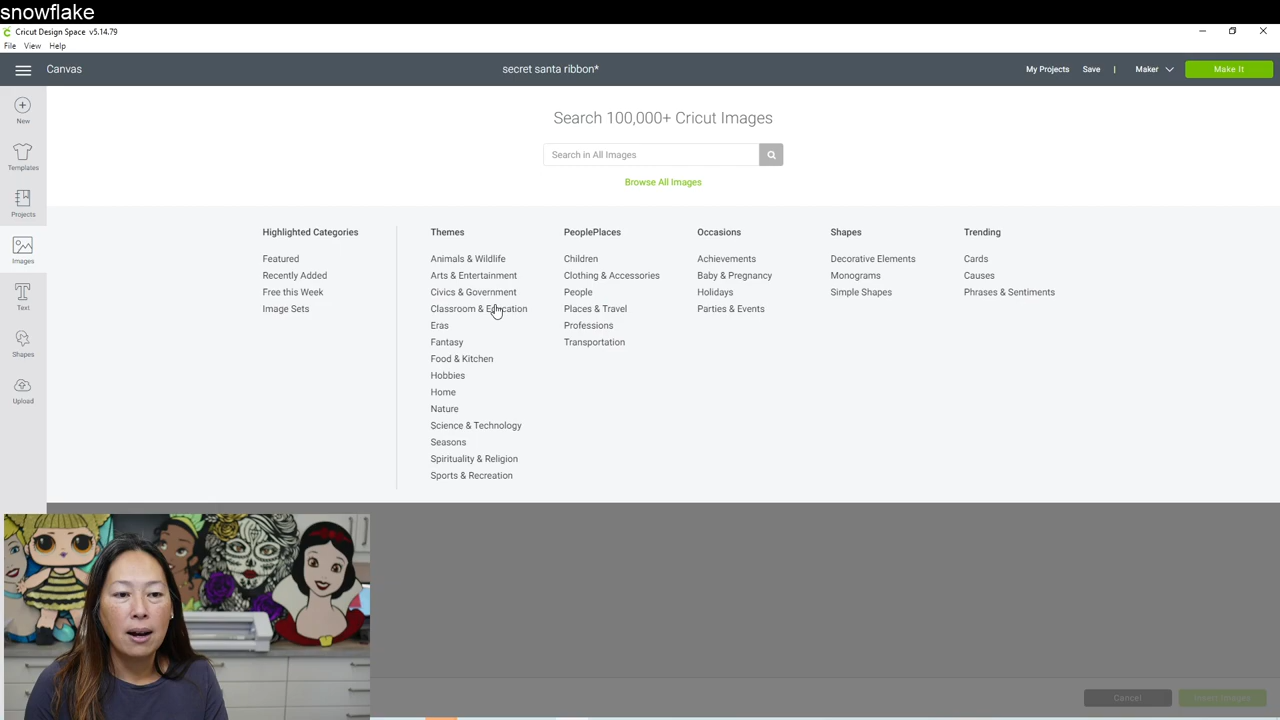 snowflake
Cricut Design Space v5.14.79
File View Help
Canvas
secret santa ribbon*
My Projects Save | Maker Make It
New
Templates
Projects
Images
Text
Shapes
Upload
Search 100,000+ Cricut Images
Search in All Images
Browse All Images
Highlighted Categories
Featured
Recently Added
Free this Week
Image Sets
Themes
Animals & Wildlife
Arts & Entertainment
Civics & Government
Classroom & Education
Eras
Fantasy
Food & Kitchen
Hobbies
Home
Nature
Science & Technology
Seasons
Spirituality & Religion
Sports & Recreation
PeoplePlaces
Children
Clothing & Accessories
People
Places & Travel
Professions
Transportation
Occasions
Achievements
Baby & Pregnancy
Holidays
Parties & Events
Shapes
Decorative Elements
Monograms
Simple Shapes
Trending
Cards
Causes
Phrases & Sentiments
Cancel
Insert Images